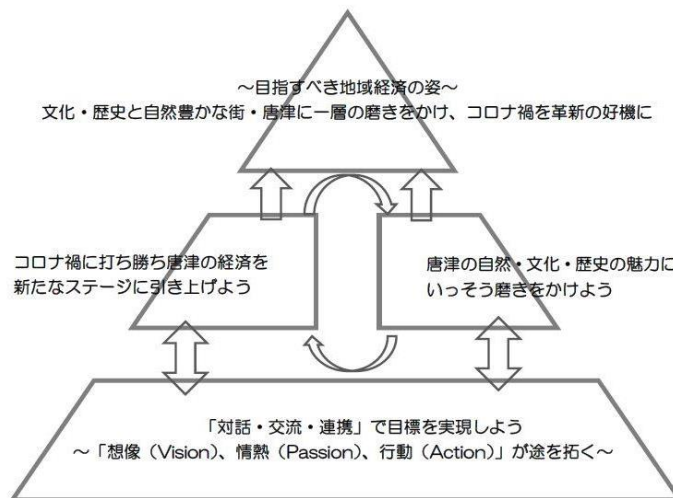 ～目指すべき地域経済の姿～
文化・歴史と自然豊かな街・唐津に一層の磨きをかけ、コロナ禍を革新の好機に
コロナ禍に打ち勝ち唐津の経済を
新たなステージに引き上げよう
唐津の自然・文化・歴史の魅力に
いっそう磨きをかけよう
「対話・交流・連携」で目標を実現しよう
～「想像（Vision）、情熱（Passion）、行動（Action）」が途を拓く～